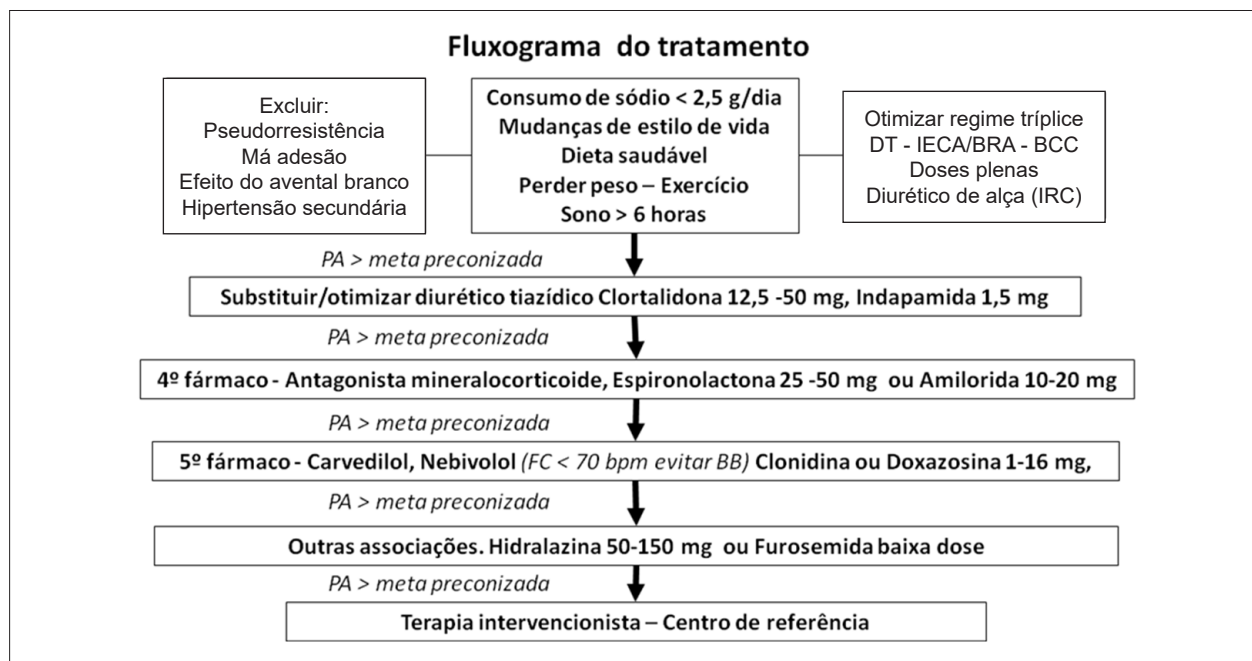 Fluxograma do tratamento
Excluir:
Pseudorresistência
Má adesão
Efeito do avental branco
Hipertensão secundária
Consumo de sódio < 2,5 g/dia
Mudanças de estilo de vida
Dieta saudável
Perder peso – Exercício
Sono > 6 horas
Otimizar regime tríplice
DT - IECA/BRA - BCC
Doses plenas
Diurético de alça (IRC)
PA > meta preconizada
Substituir/otimizar diurético tiazídico Clortalidona 12,5 -50 mg, Indapamida 1,5 mg
PA > meta preconizada
4º fármaco - Antagonista mineralocorticoide, Espironolactona 25 -50 mg ou Amilorida 10-20 mg
PA > meta preconizada
5º fármaco - Carvedilol, Nebivolol (FC < 70 bpm evitar BB) Clonidina ou Doxazosina 1-16 mg,
PA > meta preconizada
Outras associações. Hidralazina 50-150 mg ou Furosemida baixa dose
PA > meta preconizada
Terapia intervencionista – Centro de referência